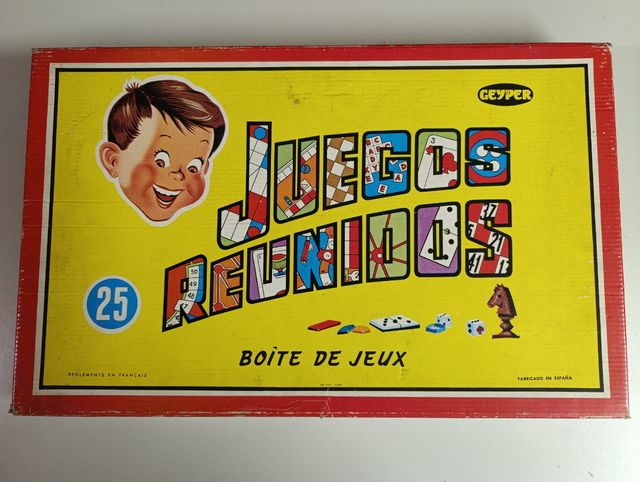 GEYPER
JUEGOS
REUNIDOS
25
BOÎTE DE JEUX
REGLEMENTS EN FRANÇAIS
FABRICADO EN ESPAÑA